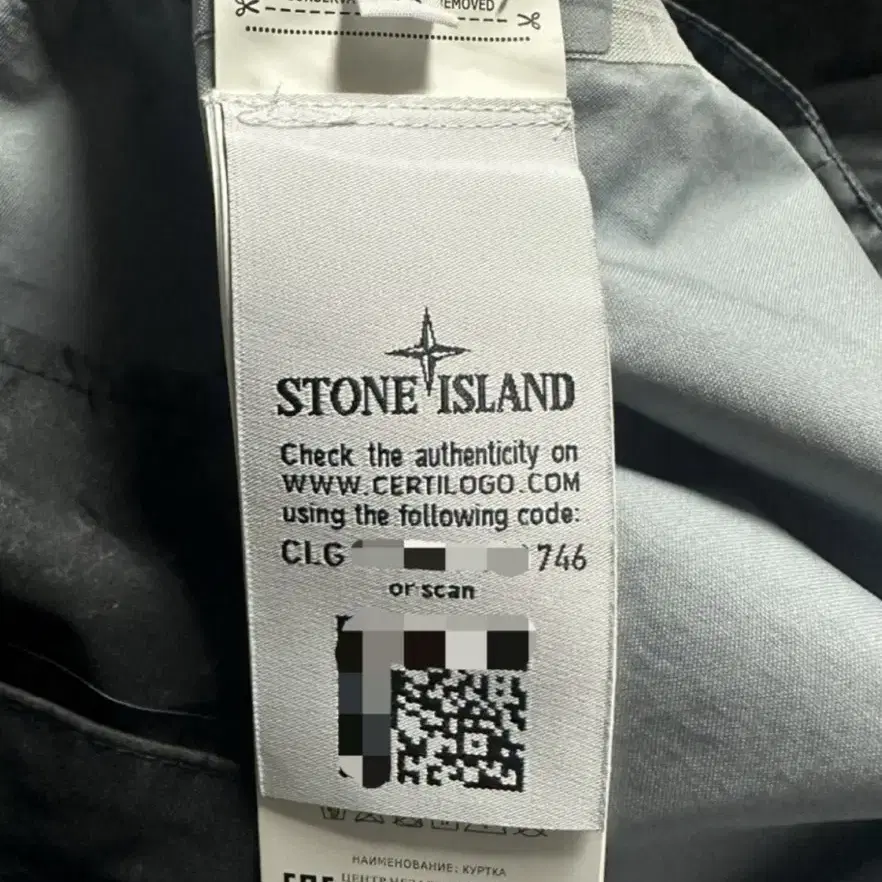 REMOVED
STONE ISLAND
Check the authenticity on
WWW.CERTILOGO.COM
using the following code:
CLG 746
or scan
НАИМЕНОВАНИЕ: КУРТКА